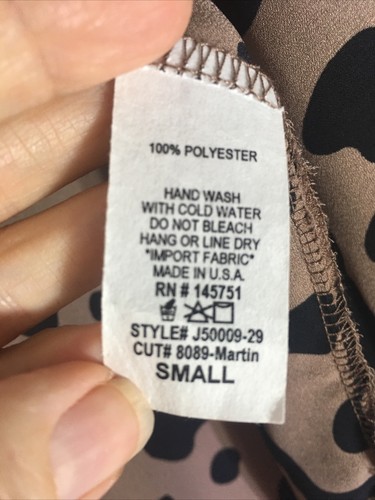 100% POLYESTER
HAND WASH
WITH COLD WATER
DO NOT BLEACH
HANG OR LINE DRY
*IMPORT FABRIC*
MADE IN U.S.A.
RN # 145751
STYLE# J50009-29
CUT# 8089-Martin
SMALL